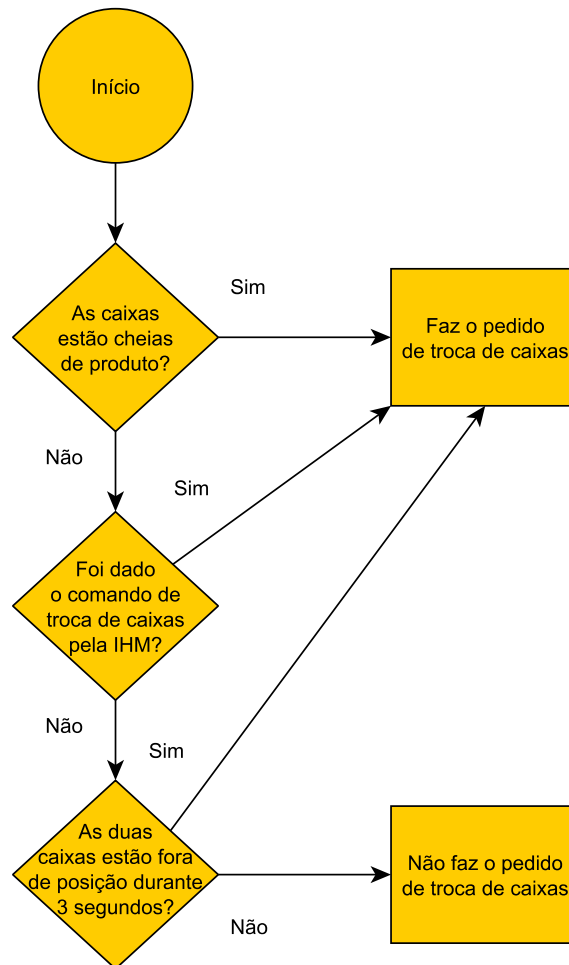 Início
As caixas
estão cheias
de produto?
Sim
Faz o pedido
de troca de caixas
Não
Sim
Foi dado
o comando de
troca de caixas
pela IHM?
Não
Sim
As duas
caixas estão fora
de posição durante
3 segundos?
Não faz o pedido
de troca de caixas
Não